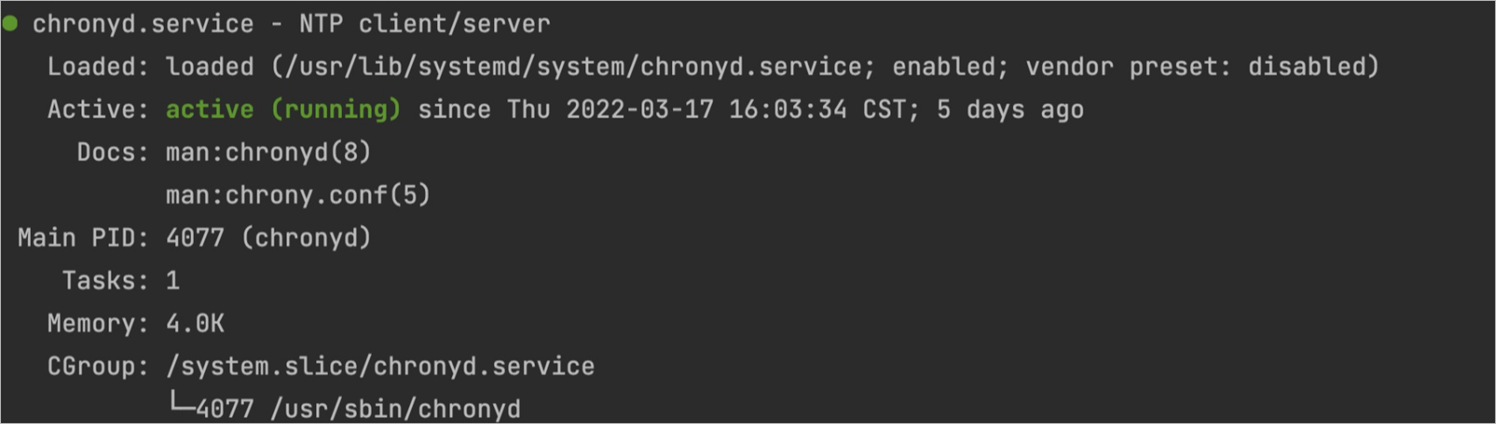 ● chronyd.service - NTP client/server
Loaded: loaded (/usr/lib/systemd/system/chronyd.service; enabled; vendor preset: disabled)
Active: active (running) since Thu 2022-03-17 16:03:34 CST; 5 days ago
Docs: man:chronyd(8)
man:chrony.conf(5)
Main PID: 4077 (chronyd)
Tasks: 1
Memory: 4.0K
CGroup: /system.slice/chronyd.service
└─4077 /usr/sbin/chronyd